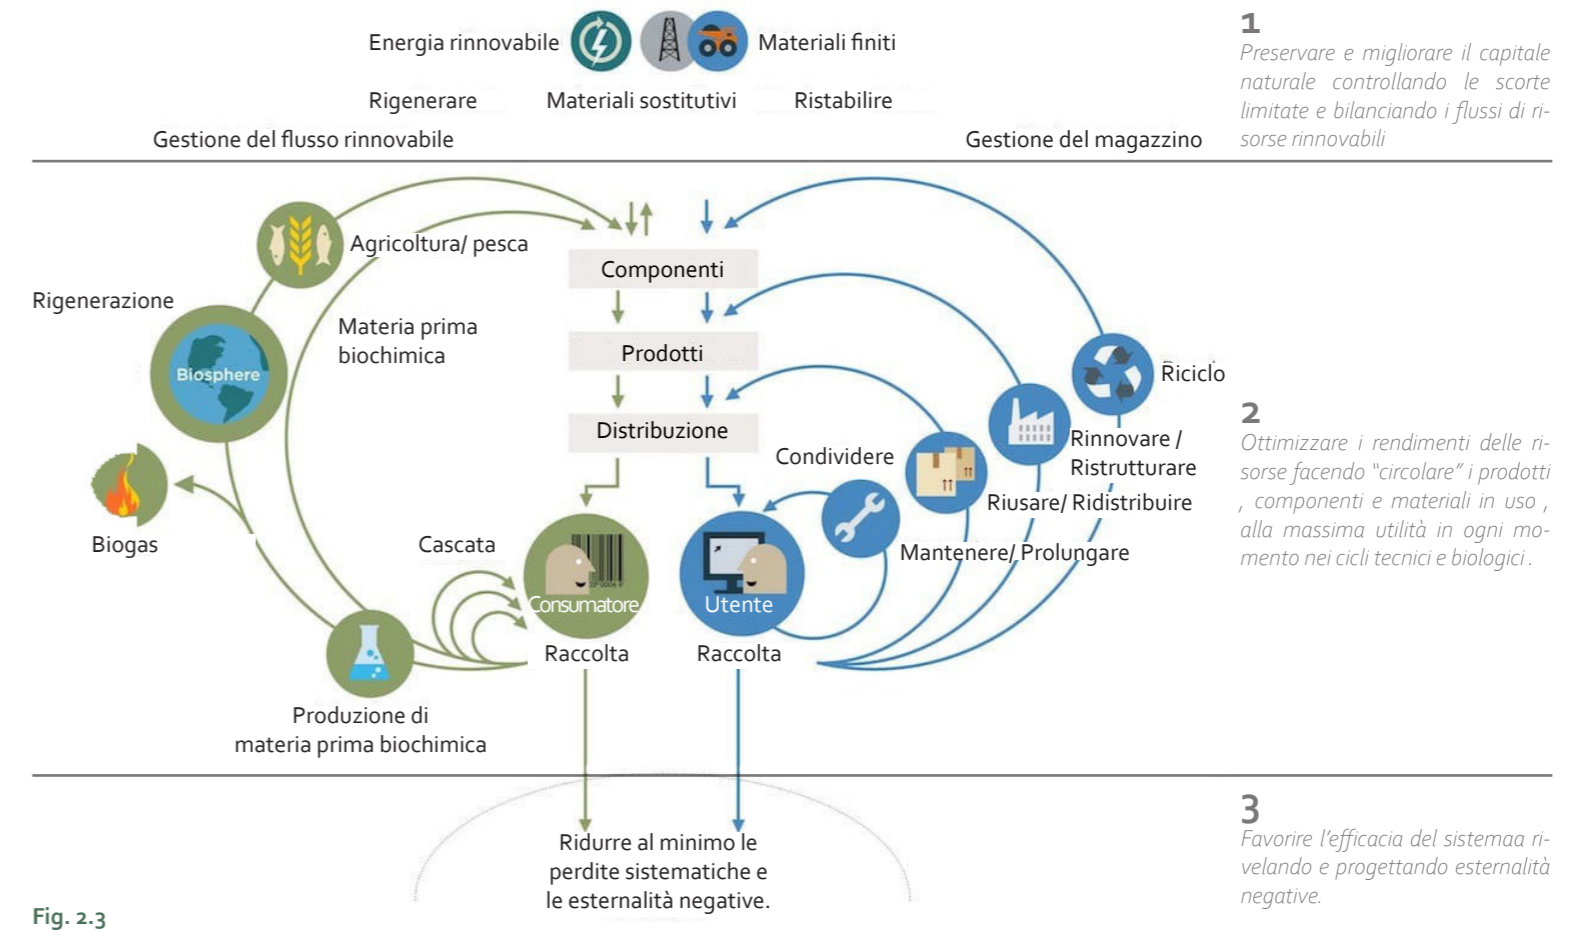 Energia rinnovabile
Materiali finiti
Rigenerare
Materiali sostitutivi
Ristabilire
Gestione del flusso rinnovabile
Gestione del magazzino
1
Preservare e migliorare il capitale
naturale controllando le scorte
limitate e bilanciando i flussi di ri-
sorse rinnovabili
Agricoltura/ pesca
Rigenerazione
Materia prima
biochimica
Biosphere
Biogas
Componenti
Prodotti
Distribuzione
Cascata
Consumatore
Raccolta
Utente
Raccolta
Condividere
Mantenere/ Prolungare
Riusare/ Ridistribuire
Rinnovare /
Ristrutturare
Riciclo
Produzione di
materia prima biochimica
2
Ottimizzare i rendimenti delle ri-
sorse facendo “circolare” i prodotti
, componenti e materiali in uso ,
alla massima utilità in ogni mo-
mento nei cicli tecnici e biologici .
Ridurre al minimo le
perdite sistematiche e
le esternalità negative.
3
Favorire l’efficacia del sistemaa ri-
velando e progettando esternalità
negative.
Fig. 2.3